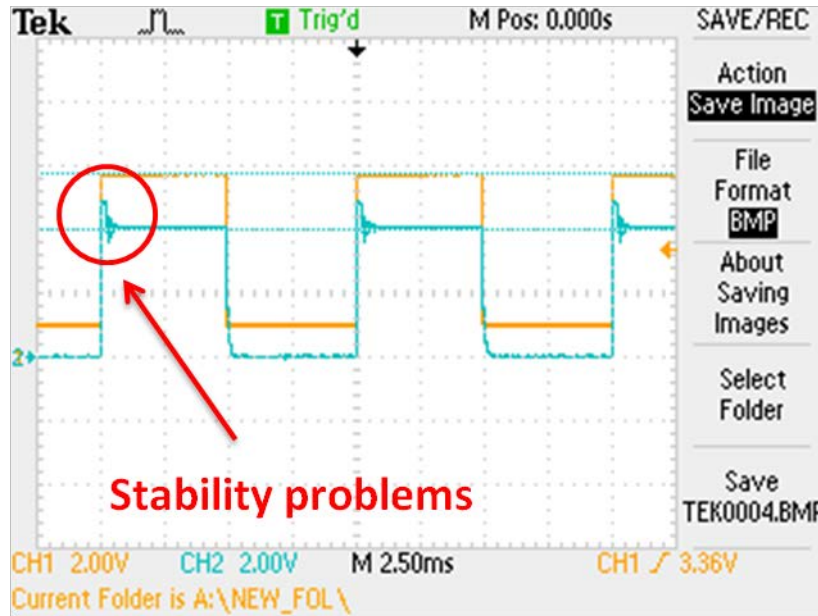 Tek
T Trig'd
M Pos: 0.000s
SAVE/REC
Action
Save Image
File
Format
BMP
About
Saving
Images
Select
Folder
Save
TEK0004.BMP
2
Stability problems
CH1 2.00V
CH2 2.00V
M 2.50ms
CH1 3.36V
Current Folder is A:\NEW_FOL\